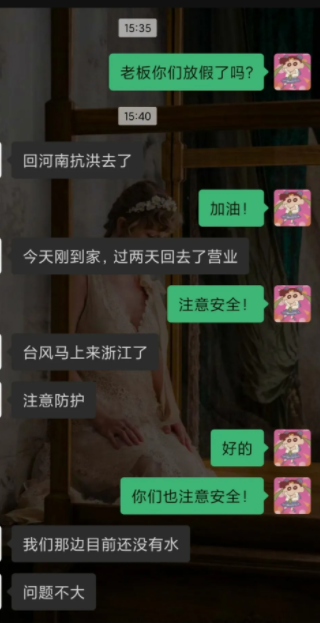 15:35
老板你们放假了吗?
15:40
回河南抗洪去了
加油!
今天刚到家,过两天回去了营业
注意安全!
台风马上来浙江了
注意防护
好的
你们也注意安全!
我们那边目前还没有水
问题不大